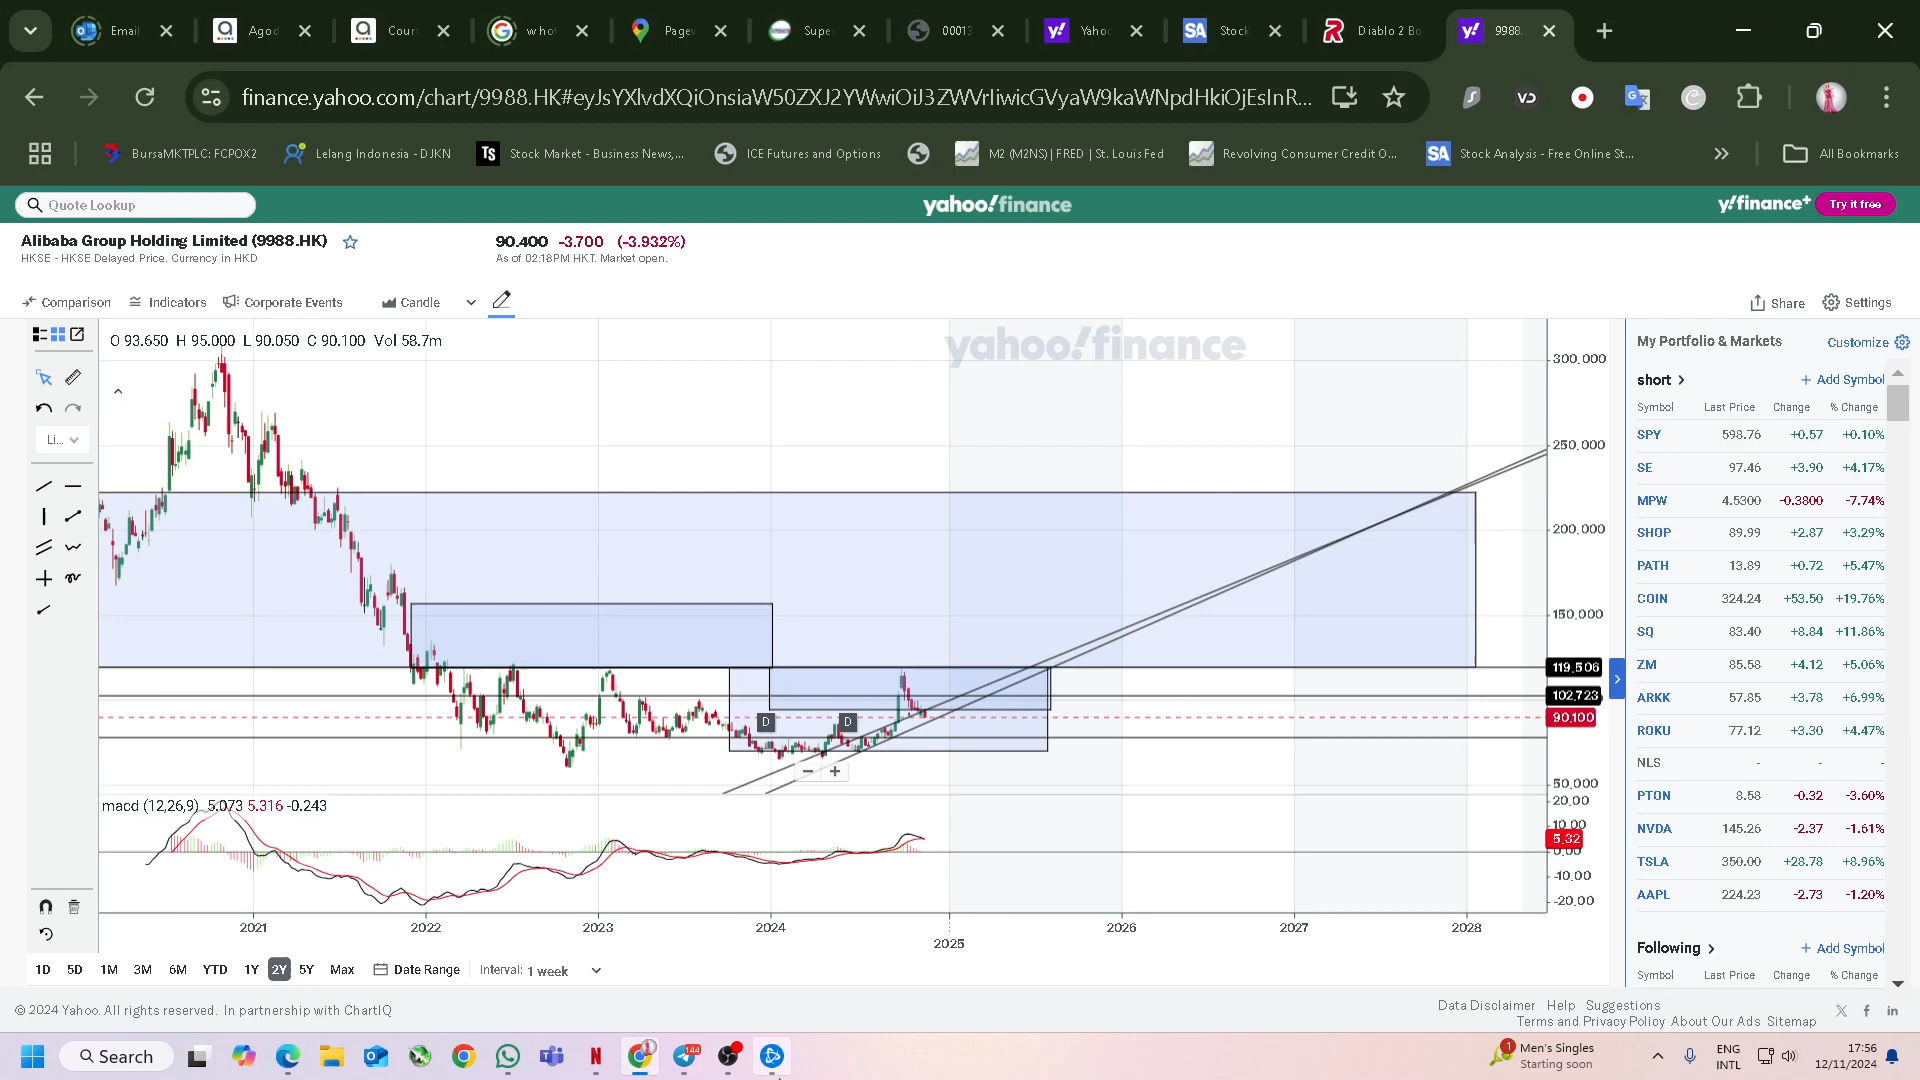 Email
Agod
Cour
w ho
Page
Supe
00013
Yahoo
Stock
Diablo 2 Bo
9988.
finance.yahoo.com/chart/9988.HK#eyJsYXlvdXQiOnsiaW50ZXJ2YWwiOiJ3ZWVrIiwicGVyaW9kaWNpdHkiOjEsInR...
BursaMKTPLC: FCPOX2
Lelang Indonesia - DJKN
Stock Market - Business News,...
ICE Futures and Options
M2 (M2NS) | FRED | St. Louis Fed
Revolving Consumer Credit O...
Stock Analysis - Free Online St...
All Bookmarks
Quote Lookup
yahoo!finance
y!finance+ Try it free
Alibaba Group Holding Limited (9988.HK)
90.400 -3.700 (-3.932%)
HKSE - HKSE Delayed Price. Currency in HKD
As of 02:18PM HKT. Market open.
Comparison Indicators Corporate Events Candle
Share Settings
O 93.650 H 95.000 L 90.050 C 90.100 Vol 58.7m
yahoo!finance
Li...
300,000
250,000
200,000
150,000
119,506
102,723
90,100
50,000
D D
macd (12,26,9) 5.073 5.316 -0.243
20.00
10.00
5.32
0.00
-10.00
-20.00
2021 2022 2023 2024 2025 2026 2027 2028
1D 5D 1M 3M 6M YTD 1Y 2Y 5Y Max Date Range Interval: 1 week
My Portfolio & Markets Customize
short + Add Symbol
Symbol Last Price Change % Change
SPY 598.76 +0.57 +0.10%
SE 97.46 +3.90 +4.17%
MPW 4.5300 -0.3800 -7.74%
SHOP 89.99 +2.87 +3.29%
PATH 13.89 +0.72 +5.47%
COIN 324.24 +53.50 +19.76%
SQ 83.40 +8.84 +11.86%
ZM 85.58 +4.12 +5.06%
ARKK 57.85 +3.78 +6.99%
ROKU 77.12 +3.30 +4.47%
NLS - - -
PTON 8.58 -0.32 -3.60%
NVDA 145.26 -2.37 -1.61%
TSLA 350.00 +28.78 +8.96%
AAPL 224.23 -2.73 -1.20%
Following + Add Symbol
Symbol Last Price Change % Change
© 2024 Yahoo. All rights reserved. In partnership with ChartIQ
Data Disclaimer Help Suggestions
Terms and Privacy Policy About Our Ads Sitemap
Search
144
1
Men's Singles
Starting soon
ENG
INTL
17:56
12/11/2024